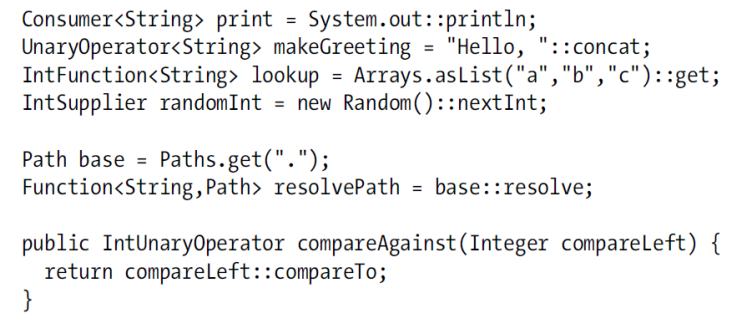 Consumer<String> print = System.out::println;
UnaryOperator<String> makeGreeting = "Hello, "::concat;
IntFunction<String> lookup = Arrays.asList("a","b","c")::get;
IntSupplier randomInt = new Random()::nextInt;

Path base = Paths.get(".");
Function<String,Path> resolvePath = base::resolve;

public IntUnaryOperator compareAgainst(Integer compareLeft) {
  return compareLeft::compareTo;
}